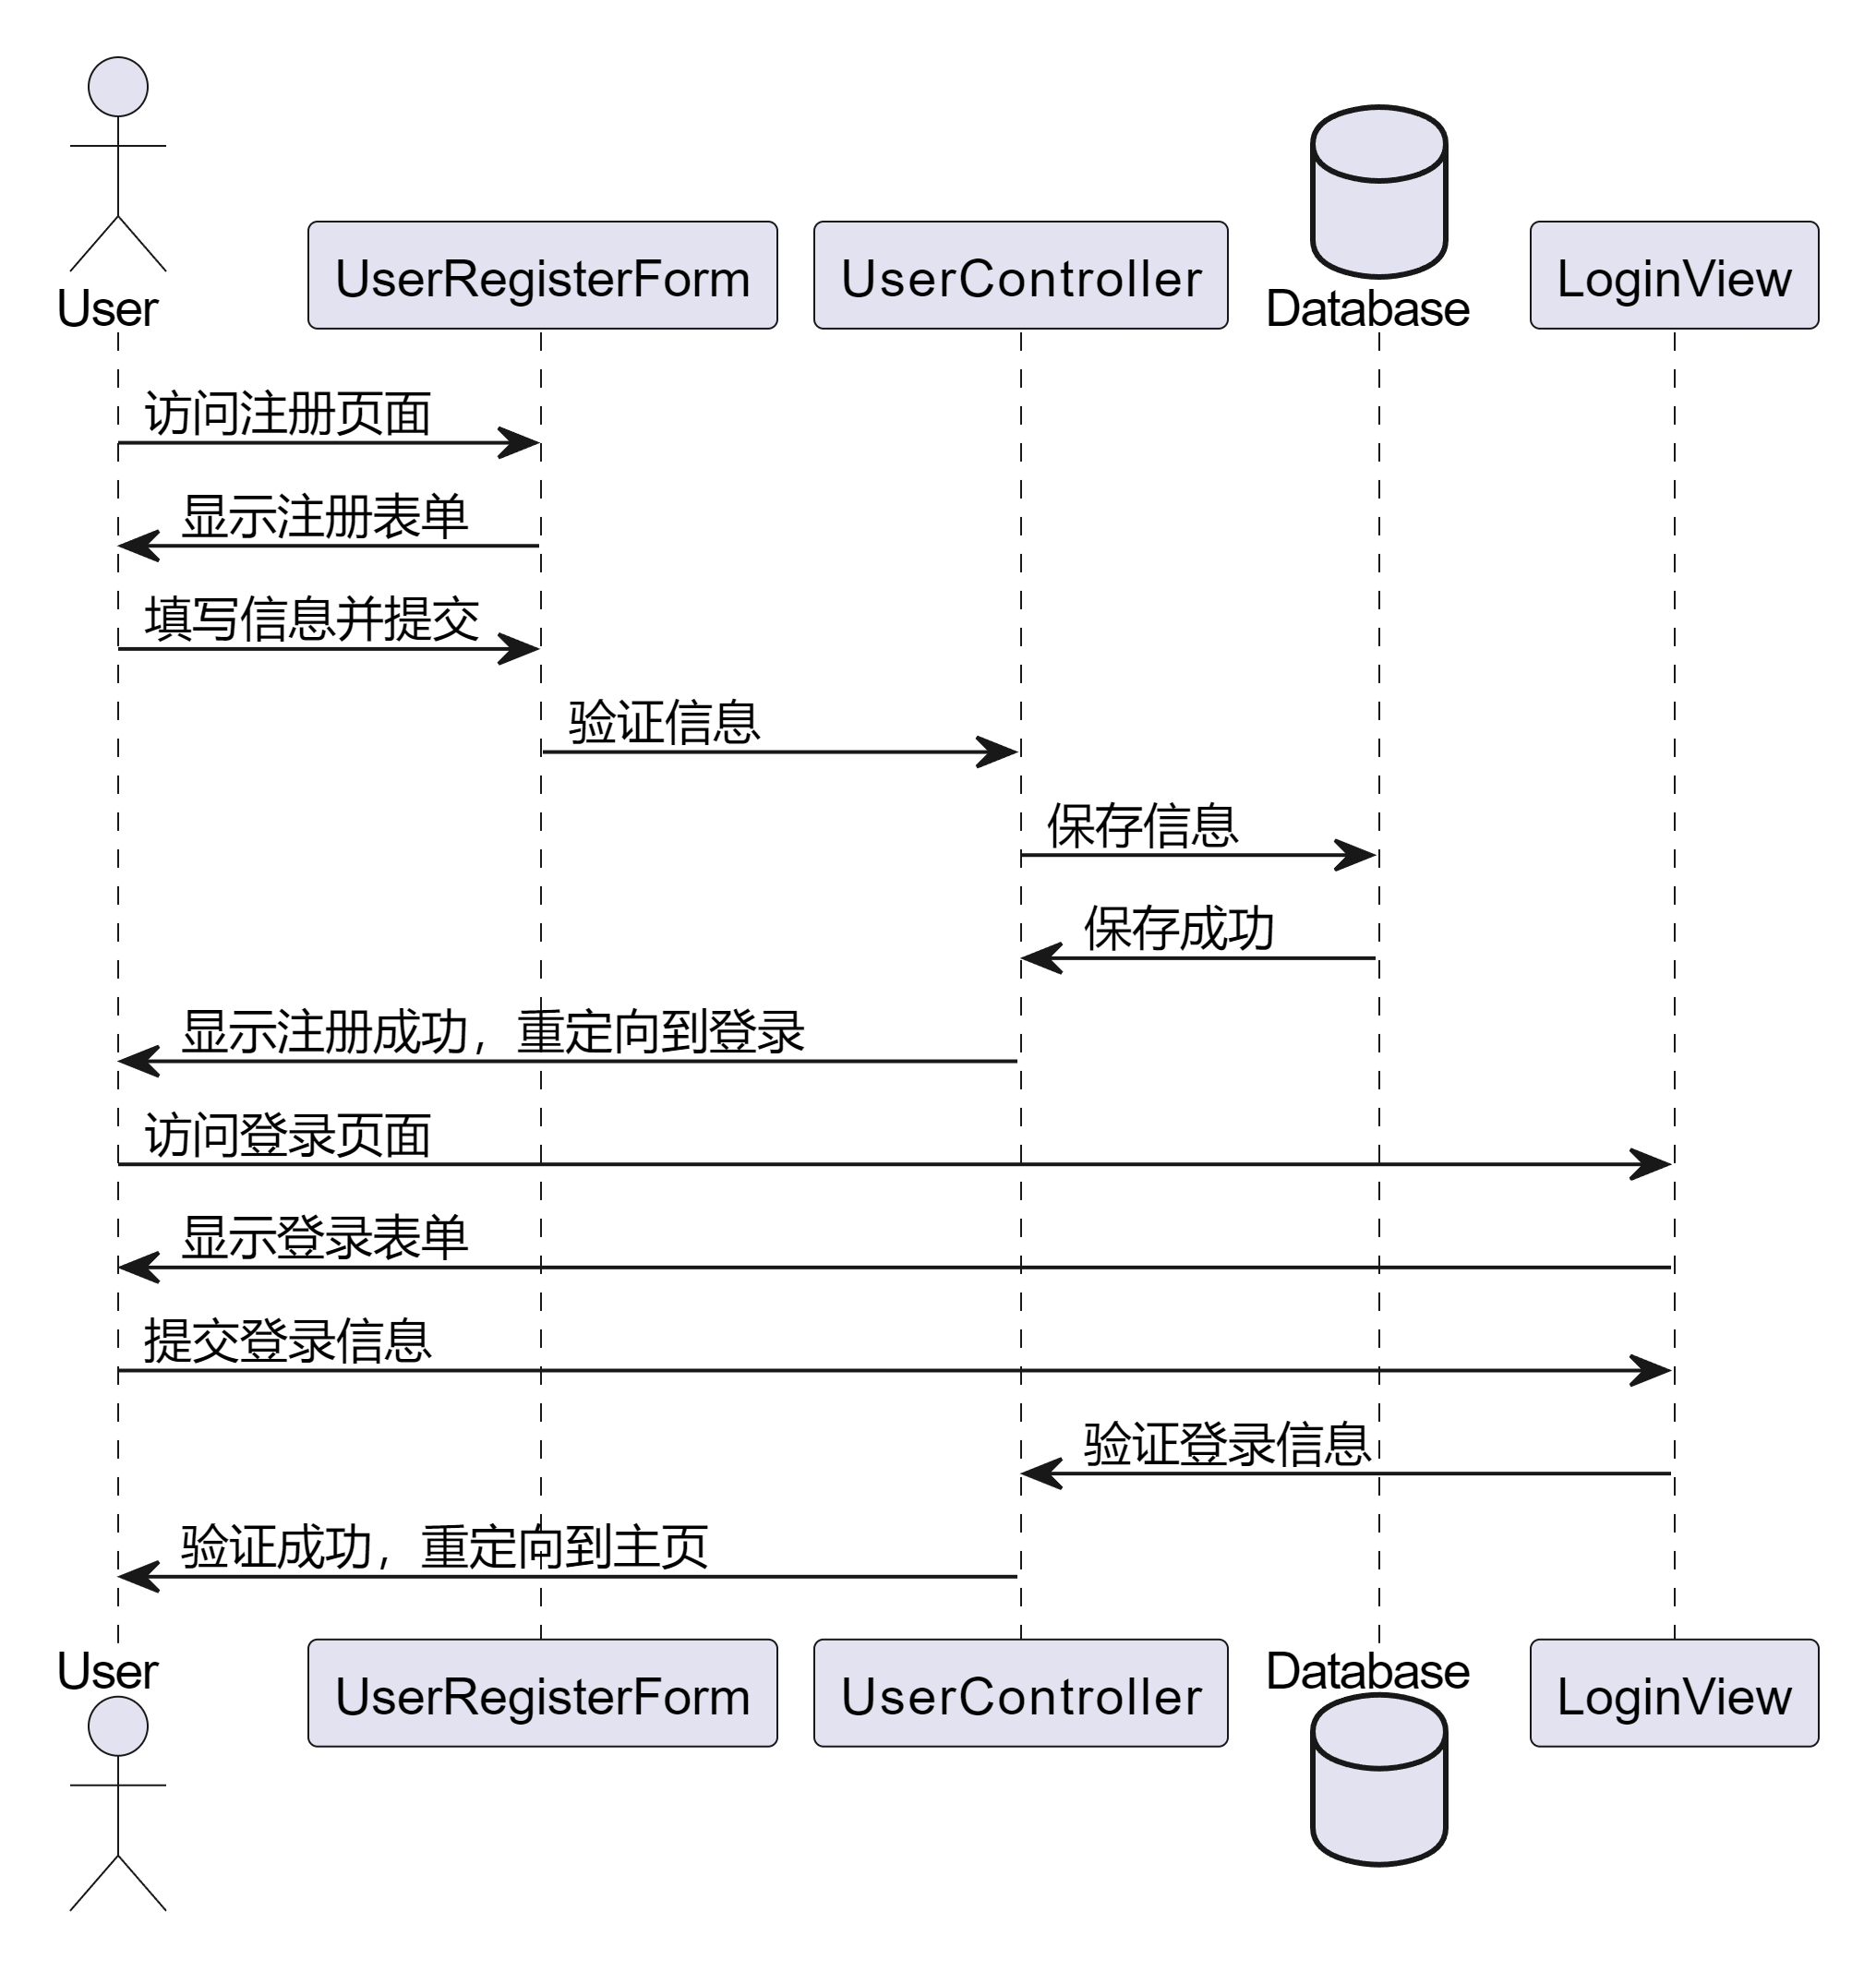 User
UserRegisterForm
UserController
Database
LoginView
访问注册页面
显示注册表单
填写信息并提交
验证信息
保存信息
保存成功
显示注册成功，重定向到登录
访问登录页面
显示登录表单
提交登录信息
验证登录信息
验证成功，重定向到主页
User
UserRegisterForm
UserController
Database
LoginView